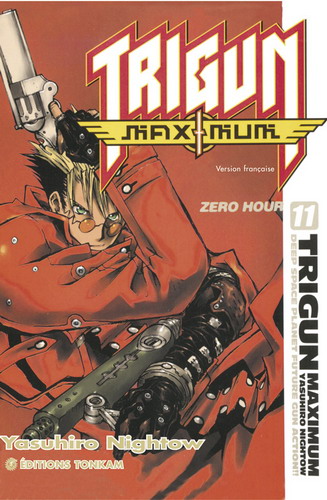 TRIGUN
MAXIMUM
Version française
ZERO HOUR
11
TRIGUN MAXIMUM
YASUHIRO NIGHTOW
DEEP SPACE PLANET FUTURE GUN ACTION!!
Yasuhiro Nightow
ÉDITIONS TONKAM